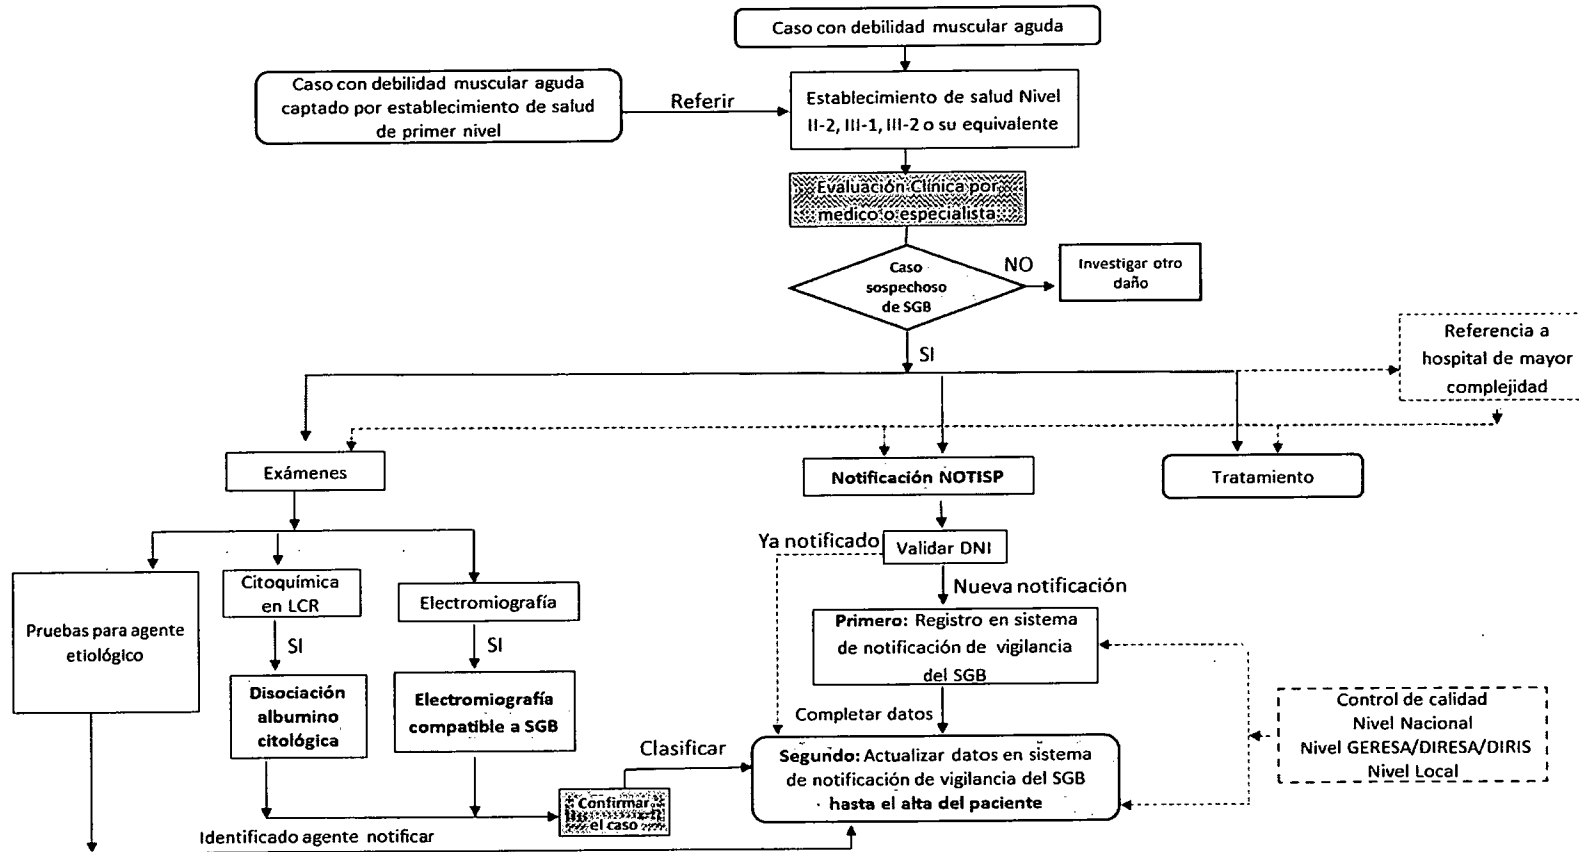 Caso con debilidad muscular aguda
Caso con debilidad muscular aguda
captado por establecimiento de salud
de primer nivel
Referir
Establecimiento de salud Nivel
II-2, III-1, III-2 o su equivalente
Evaluación Clínica por
medico o especialista
Caso
sospechoso
de SGB
NO
Investigar otro
daño
SI
Referencia a
hospital de mayor
complejidad
Exámenes
Notificación NOTISP
Tratamiento
Ya notificado
Validar DNI
Nueva notificación
Pruebas para agente
etiológico
Citoquímica
en LCR
Electromiografía
SI
SI
Disociación
albumino
citológica
Electromiografía
compatible a SGB
Primero: Registro en sistema
de notificación de vigilancia
del SGB
Completar datos
Control de calidad
Nivel Nacional
Nivel GERESA/DIRESA/DIRIS
Nivel Local
Clasificar
Segundo: Actualizar datos en sistema
de notificación de vigilancia del SGB
hasta el alta del paciente
Confirmar
el caso
Identificado agente notificar